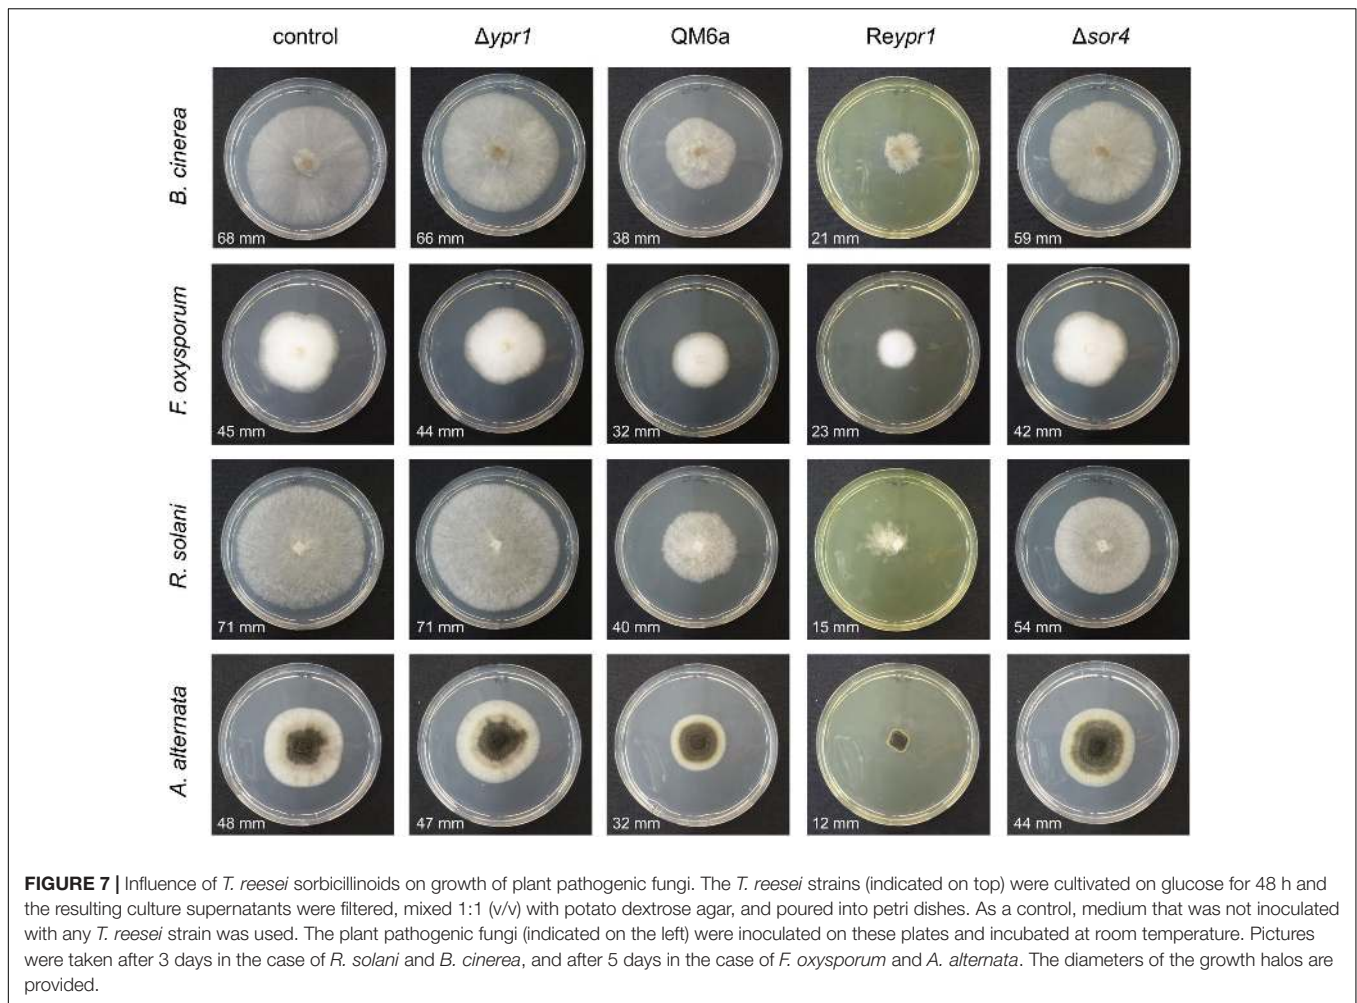 control Δypr1 QM6a Reypr1 Δsor4
B. cinerea
68 mm 66 mm 38 mm 21 mm 59 mm
F. oxysporum
45 mm 44 mm 32 mm 23 mm 42 mm
R. solani
71 mm 71 mm 40 mm 15 mm 54 mm
A. alternata
48 mm 47 mm 32 mm 12 mm 44 mm
FIGURE 7 | Influence of T. reesei sorbicillinoids on growth of plant pathogenic fungi. The T. reesei strains (indicated on top) were cultivated on glucose for 48 h and
the resulting culture supernatants were filtered, mixed 1:1 (v/v) with potato dextrose agar, and poured into petri dishes. As a control, medium that was not inoculated
with any T. reesei strain was used. The plant pathogenic fungi (indicated on the left) were inoculated on these plates and incubated at room temperature. Pictures
were taken after 3 days in the case of R. solani and B. cinerea, and after 5 days in the case of F. oxysporum and A. alternata. The diameters of the growth halos are
provided.